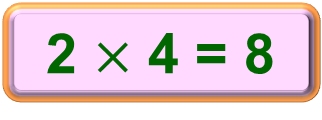 2 × 4 = 8